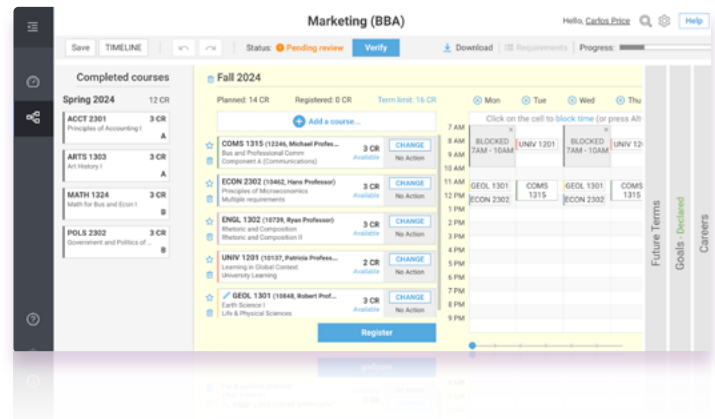 Marketing (BBA)
Hello, Carlos Price
Help
Save
TIMELINE
Status: Pending review
Verify
Download
Requirements
Progress:
Completed courses
Spring 2024 12 CR
ACCT 2301 3 CR
Principles of Accounting I
A
ARTS 1303 3 CR
Art History I
A
MATH 1324 3 CR
Math for Bus and Econ I
B
POLS 2302 3 CR
Government and Politics of ...
B
Fall 2024
Planned: 14 CR Registered: 0 CR Term limit: 16 CR
Add a course...
COMS 1315 (12246, Michael Profes... 3 CR CHANGE
Bus and Professional Comm Available No Action
Component A (Communications)
ECON 2302 (10462, Hans Professor) 3 CR CHANGE
Principles of Microeconomics Available No Action
Multiple requirements
ENGL 1302 (10739, Ryan Professor) 3 CR CHANGE
Rhetoric and Composition Available No Action
Rhetoric and Composition II
UNIV 1201 (10137, Patricia Profess... 2 CR CHANGE
Learning in Global Context Available No Action
University Learning
GEOL 1301 (10848, Robert Prof... 3 CR CHANGE
Earth Science I Available No Action
Life & Physical Sciences
Register
Mon Tue Wed Thu
Click on the cell to block time (or press Alt
7 AM
8 AM BLOCKED UNIV 1201 BLOCKED UNIV 12
9 AM 7AM - 10AM 7AM - 10AM
10 AM
11 AM GEOL 1301 COMS GEOL 1301 COMS
12 PM ECON 2302 1315 ECON 2302 1315
1 PM
2 PM
3 PM
4 PM
5 PM
6 PM
7 PM
8 PM
9 PM
Future Terms
Goals - Declared
Careers